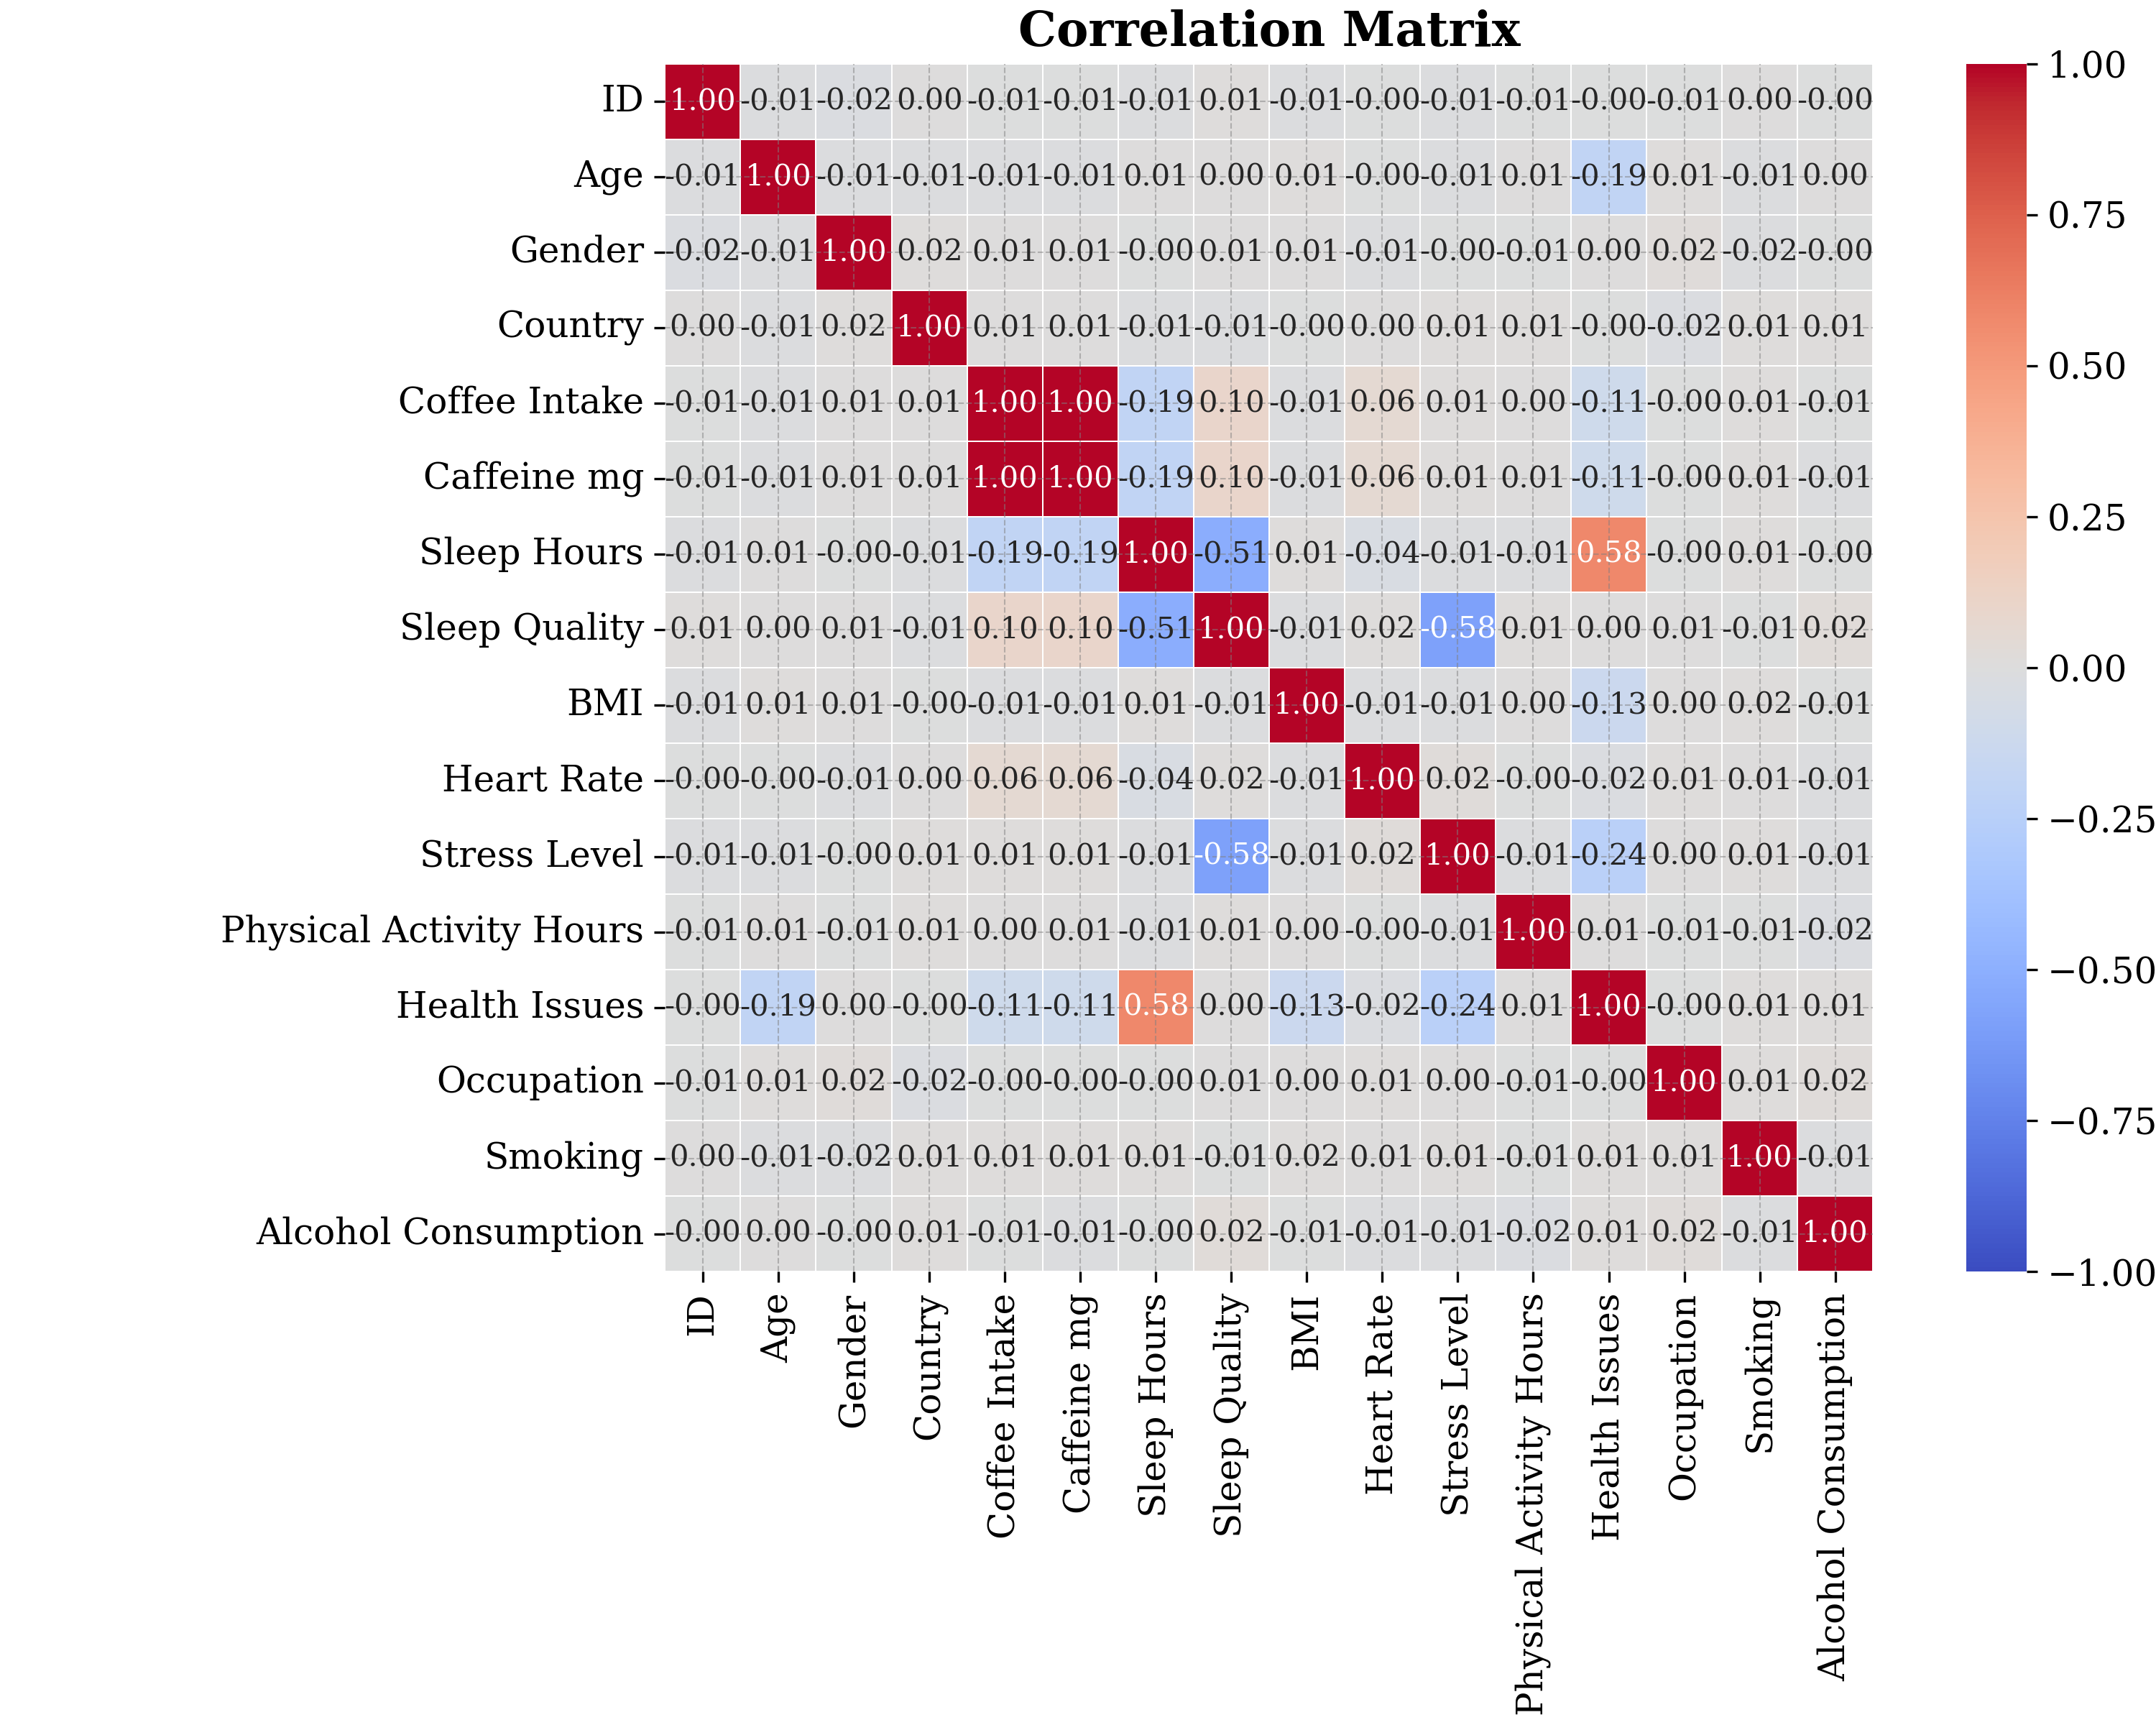 Correlation Matrix
ID 1.00 -0.01 -0.02 0.00 -0.01 -0.01 -0.01 0.01 -0.01 -0.00 -0.01 -0.01 -0.00 -0.01 0.00 -0.00
Age -0.01 1.00 -0.01 -0.01 -0.01 -0.01 0.01 0.00 0.01 -0.00 -0.01 0.01 -0.19 0.01 -0.01 0.00
Gender -0.02 -0.01 1.00 0.02 0.01 0.01 -0.00 0.01 0.01 -0.01 -0.00 -0.01 0.00 0.02 -0.02 -0.00
Country 0.00 -0.01 0.02 1.00 0.01 0.01 -0.01 -0.01 -0.00 0.00 0.01 0.01 -0.00 -0.02 0.01 0.01
Coffee Intake -0.01 -0.01 0.01 0.01 1.00 1.00 -0.19 0.10 -0.01 0.06 0.01 0.00 -0.11 -0.00 0.01 -0.01
Caffeine mg -0.01 -0.01 0.01 0.01 1.00 1.00 -0.19 0.10 -0.01 0.06 0.01 0.01 -0.11 -0.00 0.01 -0.01
Sleep Hours -0.01 0.01 -0.00 -0.01 -0.19 -0.19 1.00 -0.51 0.01 -0.04 -0.01 -0.01 0.58 -0.00 0.01 -0.00
Sleep Quality 0.01 0.00 0.01 -0.01 0.10 0.10 -0.51 1.00 -0.01 0.02 -0.58 0.01 0.00 0.01 -0.01 0.02
BMI -0.01 0.01 0.01 -0.00 -0.01 -0.01 0.01 -0.01 1.00 -0.01 -0.01 0.00 -0.13 0.00 0.02 -0.01
Heart Rate -0.00 -0.00 -0.01 0.00 0.06 0.06 -0.04 0.02 -0.01 1.00 0.02 -0.00 -0.02 0.01 0.01 -0.01
Stress Level -0.01 -0.01 -0.00 0.01 0.01 0.01 -0.01 -0.58 -0.01 0.02 1.00 -0.01 -0.24 0.00 0.01 -0.01
Physical Activity Hours -0.01 0.01 -0.01 0.01 0.00 0.01 -0.01 0.01 0.00 -0.00 -0.01 1.00 0.01 -0.01 -0.01 -0.02
Health Issues -0.00 -0.19 0.00 -0.00 -0.11 -0.11 0.58 0.00 -0.13 -0.02 -0.24 0.01 1.00 -0.00 0.01 0.01
Occupation -0.01 0.01 0.02 -0.02 -0.00 -0.00 -0.00 0.01 0.00 0.01 0.00 -0.01 -0.00 1.00 0.01 0.02
Smoking 0.00 -0.01 -0.02 0.01 0.01 0.01 0.01 -0.01 0.02 0.01 0.01 -0.01 0.01 0.01 1.00 -0.01
Alcohol Consumption -0.00 0.00 -0.00 0.01 -0.01 -0.01 -0.00 0.02 -0.01 -0.01 -0.01 -0.02 0.01 0.02 -0.01 1.00
ID
Age
Gender
Country
Coffee Intake
Caffeine mg
Sleep Hours
Sleep Quality
BMI
Heart Rate
Stress Level
Physical Activity Hours
Health Issues
Occupation
Smoking
Alcohol Consumption
1.00
0.75
0.50
0.25
0.00
−0.25
−0.50
−0.75
−1.00